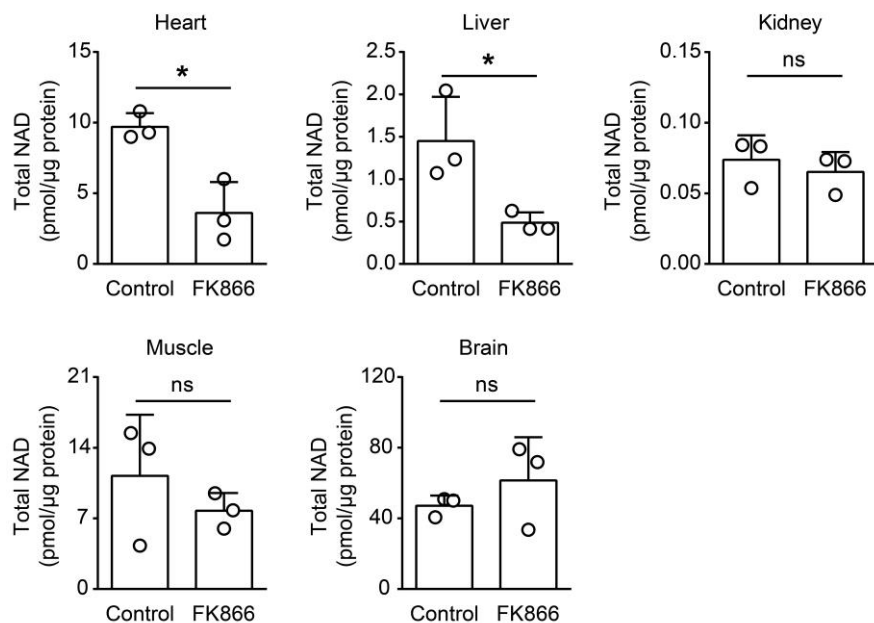 Heart
Total NAD
(pmol/µg protein)
15
10
5
0
*
Control FK866
Liver
Total NAD
(pmol/µg protein)
2.5
2.0
1.5
1.0
0.5
0.0
*
Control FK866
Kidney
Total NAD
(pmol/µg protein)
0.15
0.10
0.05
0.00
ns
Control FK866
Muscle
Total NAD
(pmol/µg protein)
21
14
7
0
ns
Control FK866
Brain
Total NAD
(pmol/µg protein)
120
80
40
0
ns
Control FK866